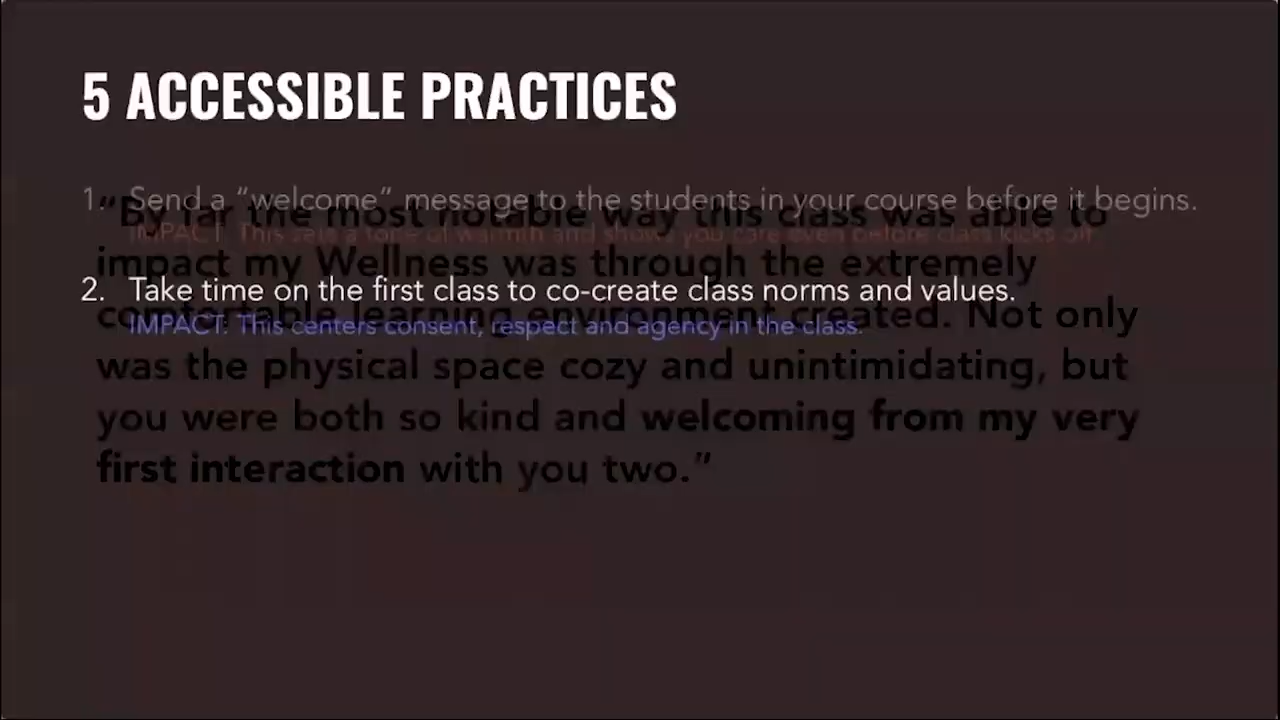 5 ACCESSIBLE PRACTICES
1. Send a “welcome” message to the students in your course before it begins.
IMPACT: This sets a tone of warmth and shows you care even before class kicks off.
2. Take time on the first class to co-create class norms and values.
IMPACT: This centers consent, respect and agency in the class.
“By far the most notable way this class was able to
impact my Wellness was through the extremely
comfortable learning environment created. Not only
was the physical space cozy and unintimidating, but
you were both so kind and welcoming from my very
first interaction with you two.”